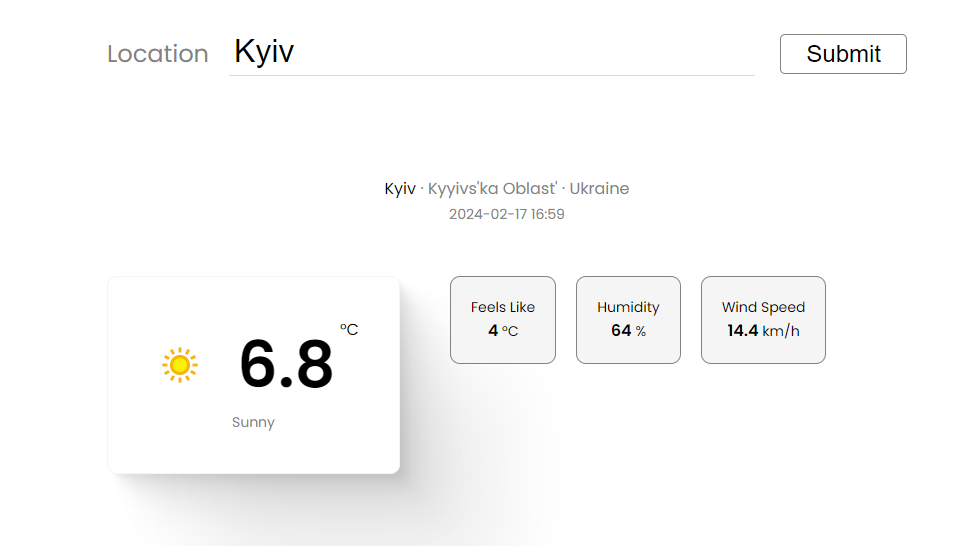 Location Kyiv Submit
Kyiv · Kyyivs'ka Oblast' · Ukraine
2024-02-17 16:59
6.8 °C
Sunny
Feels Like
4 °C
Humidity
64 %
Wind Speed
14.4 km/h